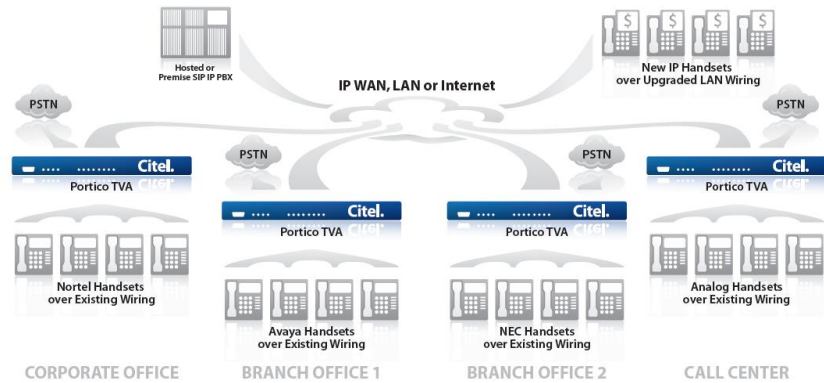 Hosted or
Premise SIP IP PBX
$ $ $ $
New IP Handsets
over Upgraded LAN Wiring
IP WAN, LAN or Internet
PSTN
PSTN
PSTN
PSTN
Citel.
Portico TVA
Citel.
Portico TVA
Citel.
Portico TVA
Citel.
Portico TVA
Nortel Handsets
over Existing Wiring
Avaya Handsets
over Existing Wiring
NEC Handsets
over Existing Wiring
Analog Handsets
over Existing Wiring
CORPORATE OFFICE
BRANCH OFFICE 1
BRANCH OFFICE 2
CALL CENTER